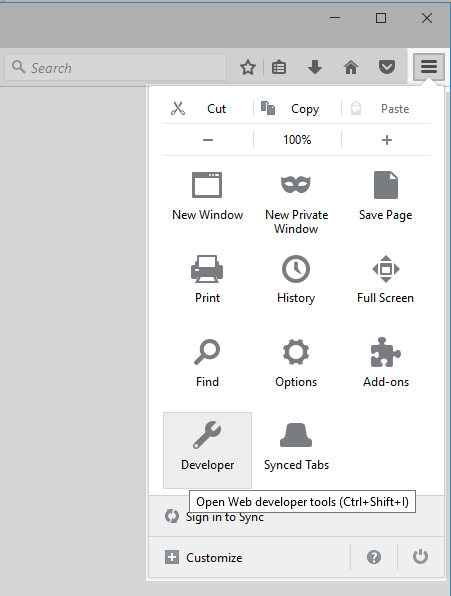 Search
Cut Copy Paste
− 100% +
New Window
New Private Window
Save Page
Print
History
Full Screen
Find
Options
Add-ons
Developer
Synced Tabs
Open Web developer tools (Ctrl+Shift+I)
Sign in to Sync
Customize